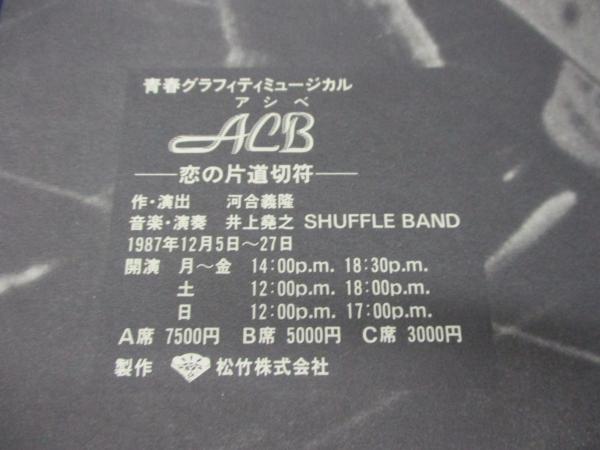 青春グラフィティミュージカル
アシベ
ACB
―恋の片道切符―
作・演出 河合義隆
音楽・演奏 井上堯之 SHUFFLE BAND
1987年12月5日～27日
開演 月～金 14:00p.m. 18:30p.m.
土 12:00p.m. 18:00p.m.
日 12:00p.m. 17:00p.m.
A席 7500円 B席 5000円 C席 3000円
製作 松竹株式会社